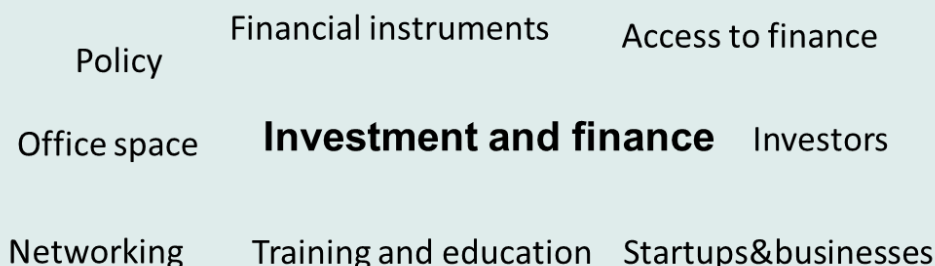 Financial instruments
Access to finance
Policy
Office space
Investment and finance
Investors
Networking
Training and education
Startups&businesses